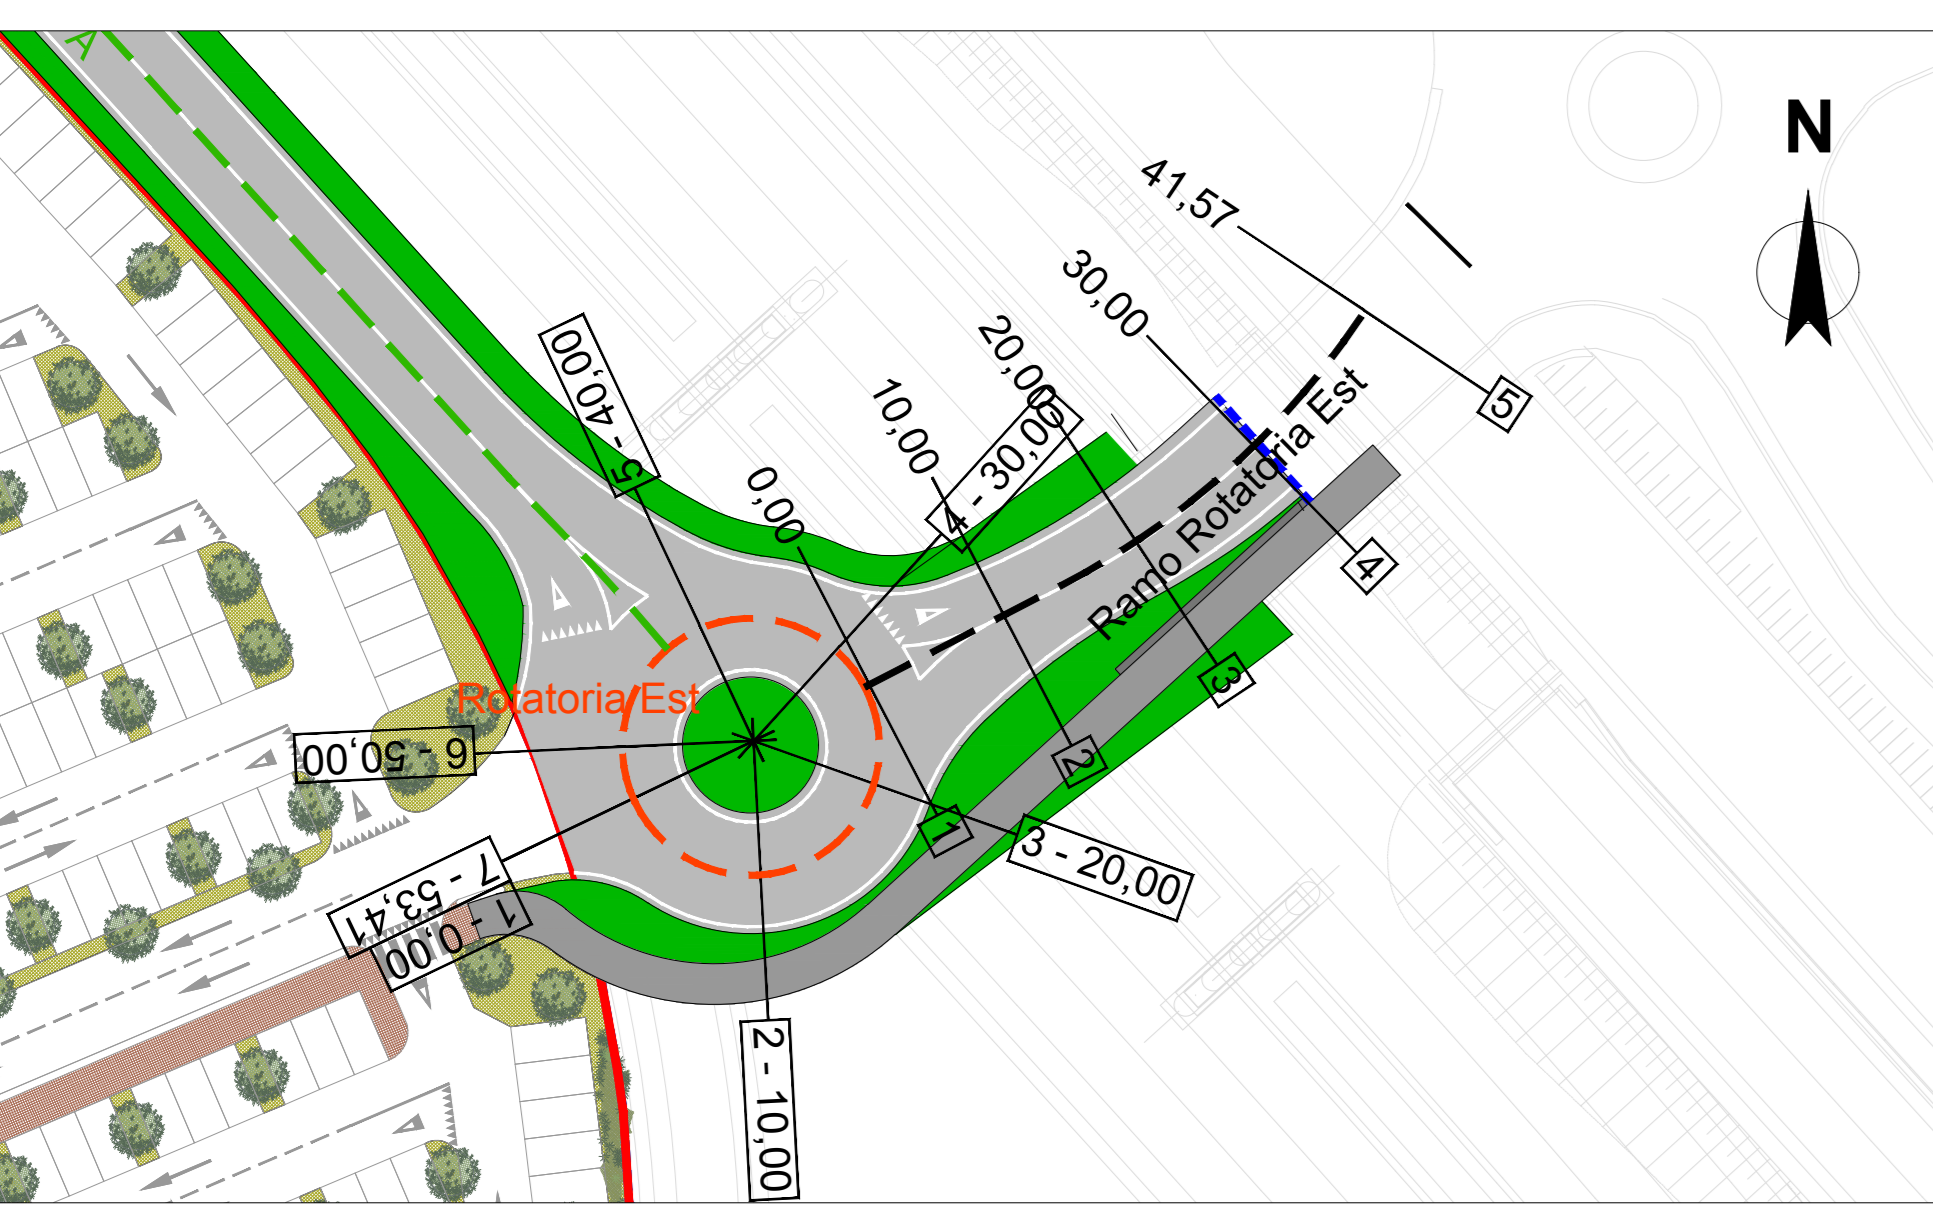 A
N
41,57
30,00
20,00
10,00
0,00
5 - 40,00
4 - 30,00
Ramo Rotatoria Est
5
4
3
2
1
Rotatoria Est
6 - 50,00
3 - 20,00
7 - 53,41
1 - 0,00
2 - 10,00